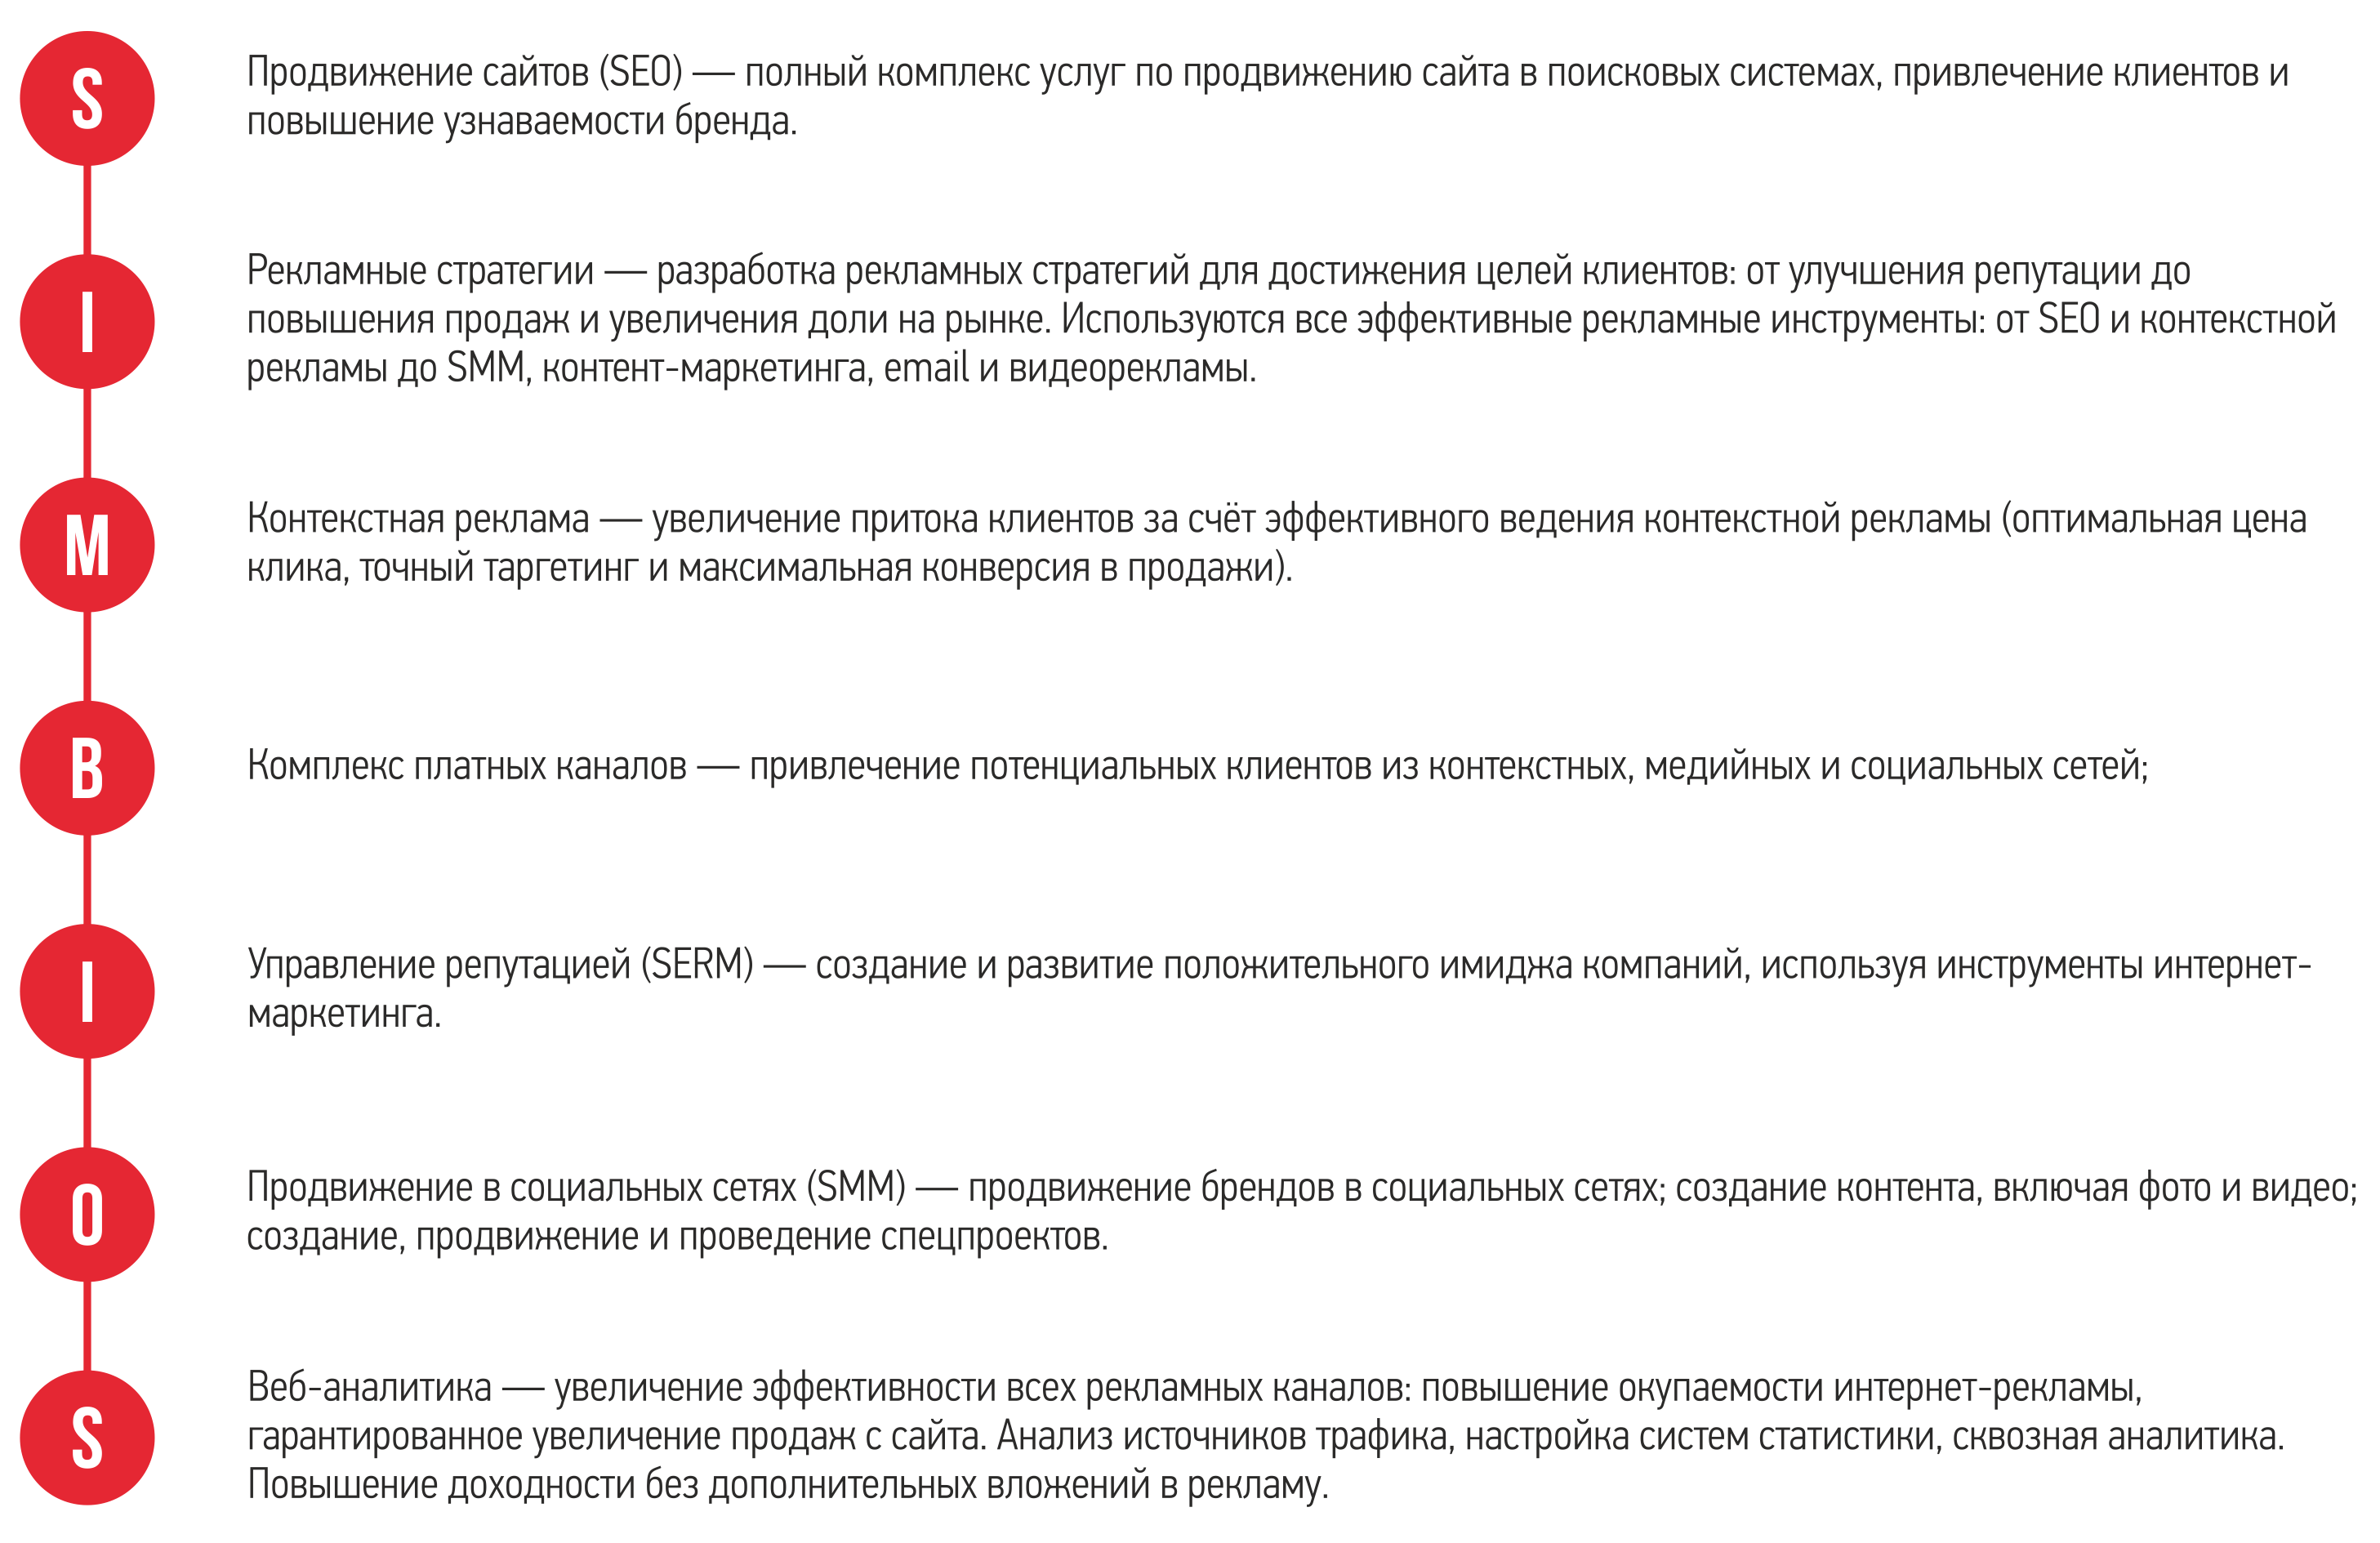 S
Продвижение сайтов (SEO) — полный комплекс услуг по продвижению сайта в поисковых системах, привлечение клиентов и
повышение узнаваемости бренда.
I
Рекламные стратегии — разработка рекламных стратегий для достижения целей клиентов: от улучшения репутации до
повышения продаж и увеличения доли на рынке. Используются все эффективные рекламные инструменты: от SEO и контекстной
рекламы до SMM, контент-маркетинга, email и видеорекламы.
M
Контекстная реклама — увеличение притока клиентов за счёт эффективного ведения контекстной рекламы (оптимальная цена
клика, точный таргетинг и максимальная конверсия в продажи).
B
Комплекс платных каналов — привлечение потенциальных клиентов из контекстных, медийных и социальных сетей;
I
Управление репутацией (SERM) — создание и развитие положительного имиджа компаний, используя инструменты интернет-
маркетинга.
O
Продвижение в социальных сетях (SMM) — продвижение брендов в социальных сетях; создание контента, включая фото и видео;
создание, продвижение и проведение спецпроектов.
S
Веб-аналитика — увеличение эффективности всех рекламных каналов: повышение окупаемости интернет-рекламы,
гарантированное увеличение продаж с сайта. Анализ источников трафика, настройка систем статистики, сквозная аналитика.
Повышение доходности без дополнительных вложений в рекламу.